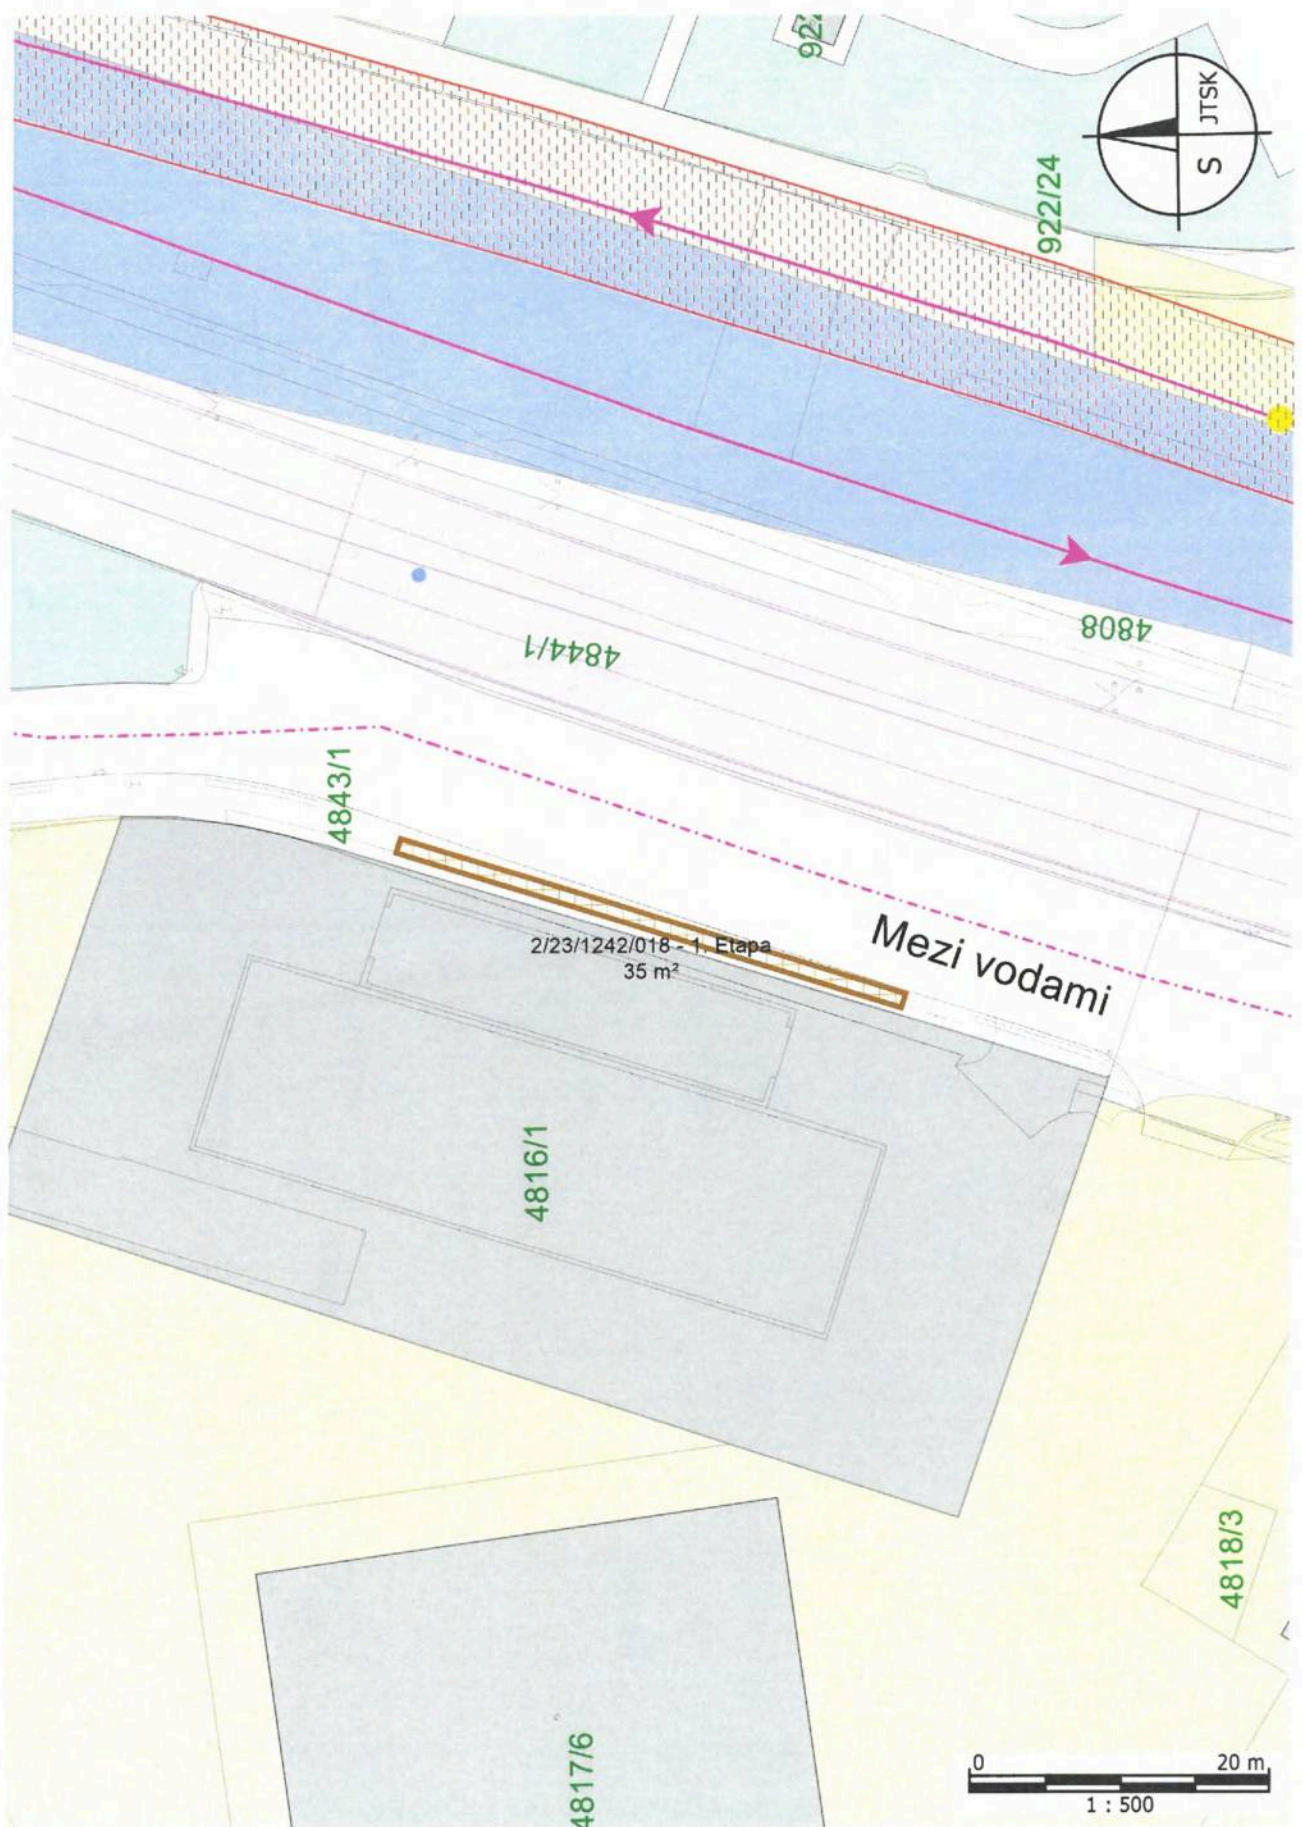 922/24
JTSK
S
4808
4844/1
4843/1
Mezi vodami
2/23/1242/018 - 1. Etapa
35 m²
4816/1
4818/3
4817/6
0 20 m
1 : 500